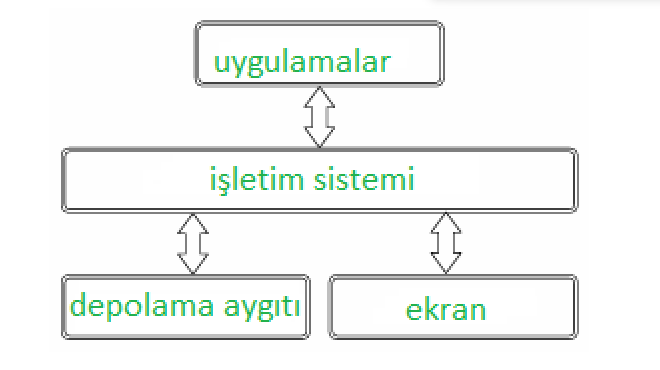 uygulamalar
işletim sistemi
depolama aygıtı
ekran